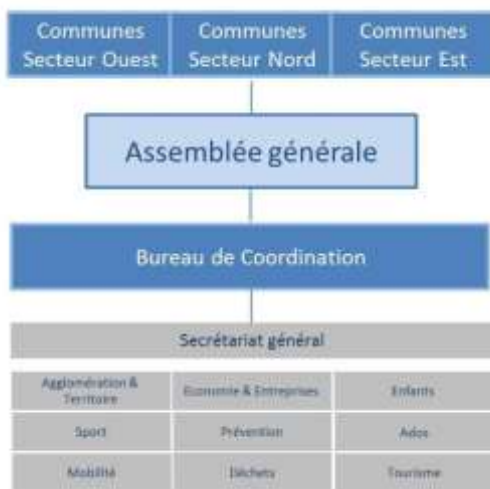 Communes Communes Communes
Secteur Ouest Secteur Nord Secteur Est
Assemblée générale
Bureau de Coordination
Secrétariat général
Agglomération &
Territoire
Economie & Entreprises
Enfants
Sport
Prévention
Ados
Mobilité
Déchets
Tourisme